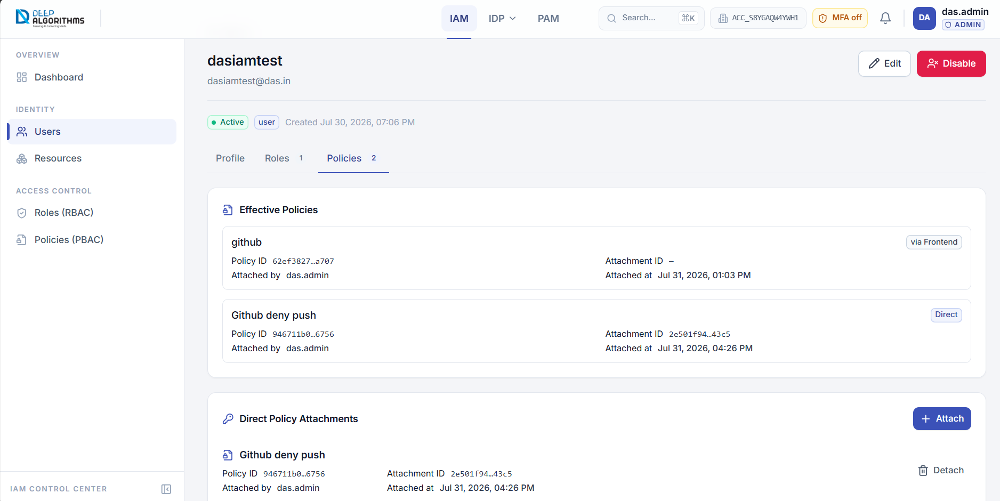 DEEP
ALGORITHMS
Fostering AI, Connecting Minds.
IAM
IDP
PAM
Search...
⌘K
ACC_S8YGAQW4YWH1
MFA off
DA
das.admin
ADMIN
OVERVIEW
Dashboard
IDENTITY
Users
Resources
ACCESS CONTROL
Roles (RBAC)
Policies (PBAC)
IAM CONTROL CENTER
dasiamtest
dasiamtest@das.in
Edit
Disable
Active
user
Created Jul 30, 2026, 07:06 PM
Profile
Roles 1
Policies 2
Effective Policies
github
via Frontend
Policy ID 62ef3827…a707
Attachment ID —
Attached by das.admin
Attached at Jul 31, 2026, 01:03 PM
Github deny push
Direct
Policy ID 946711b0…6756
Attachment ID 2e501f94…43c5
Attached by das.admin
Attached at Jul 31, 2026, 04:26 PM
Direct Policy Attachments
Attach
Github deny push
Policy ID 946711b0…6756
Attachment ID 2e501f94…43c5
Attached by das.admin
Attached at Jul 31, 2026, 04:26 PM
Detach